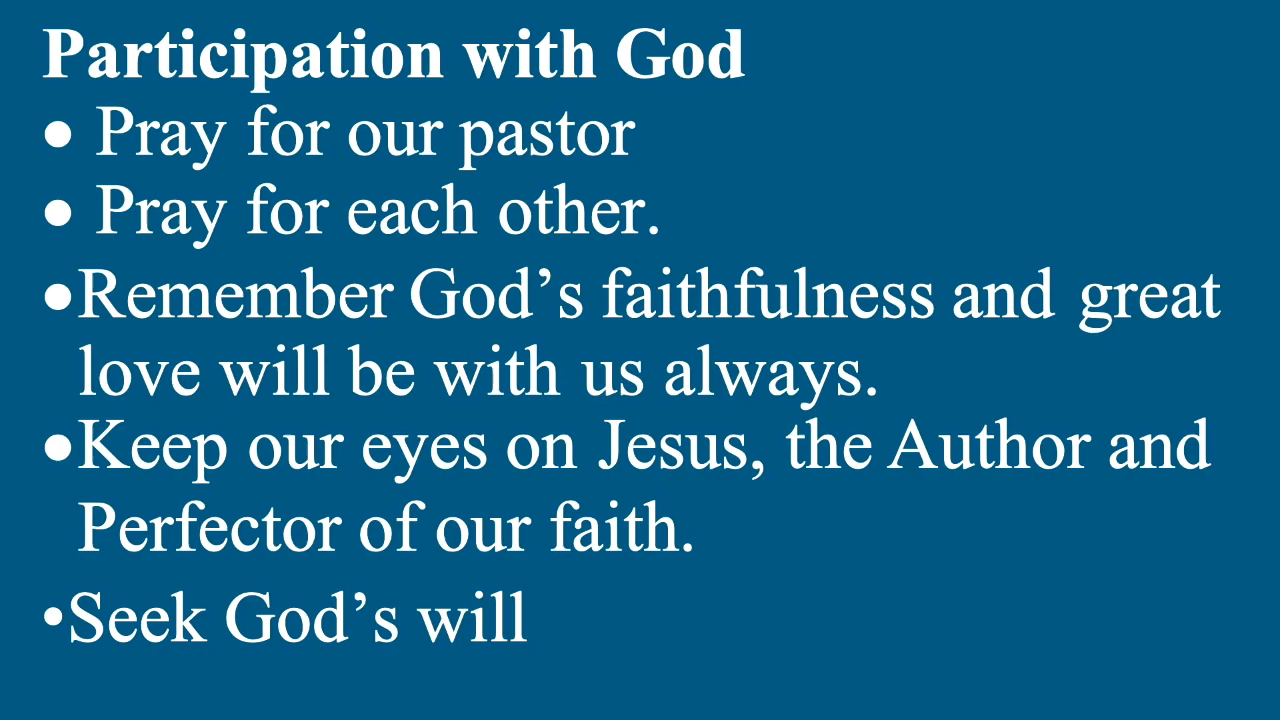 Participation with God
• Pray for our pastor
• Pray for each other.
•Remember God’s faithfulness and great
love will be with us always.
•Keep our eyes on Jesus, the Author and
Perfector of our faith.
•Seek God’s will